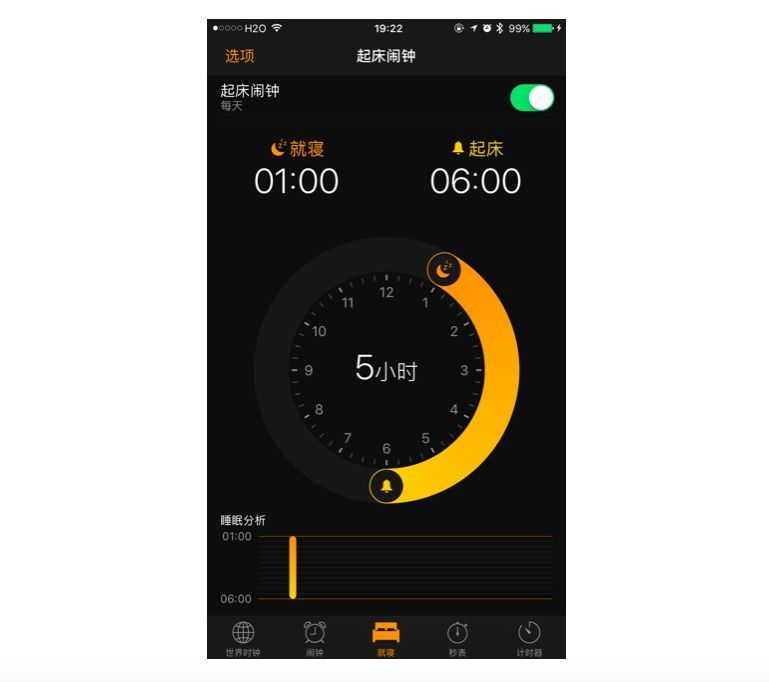 H2O 19:22 99%
选项 起床闹钟
起床闹钟
每天
就寝 起床
01:00 06:00
12
11 1
10 2
9 5小时 3
8 4
7 5
6
睡眠分析
01:00
06:00
世界时钟 闹钟 就寝 秒表 计时器